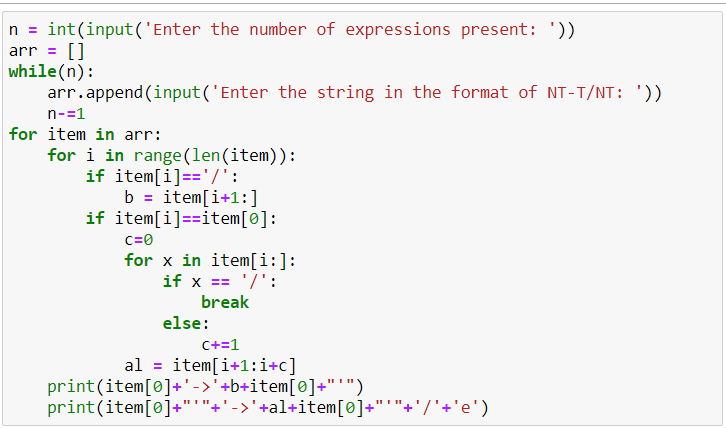 n = int(input('Enter the number of expressions present: '))
arr = []
while(n):
    arr.append(input('Enter the string in the format of NT-T/NT: '))
    n-=1
for item in arr:
    for i in range(len(item)):
        if item[i]=='/':
            b = item[i+1:]
        if item[i]==item[0]:
            c=0
            for x in item[i:]:
                if x == '/':
                    break
                else:
                    c+=1
            al = item[i+1:i+c]
    print(item[0]+'->'+b+item[0]+"'")
    print(item[0]+"'"+'->'+al+item[0]+"'"+'/'+'e')